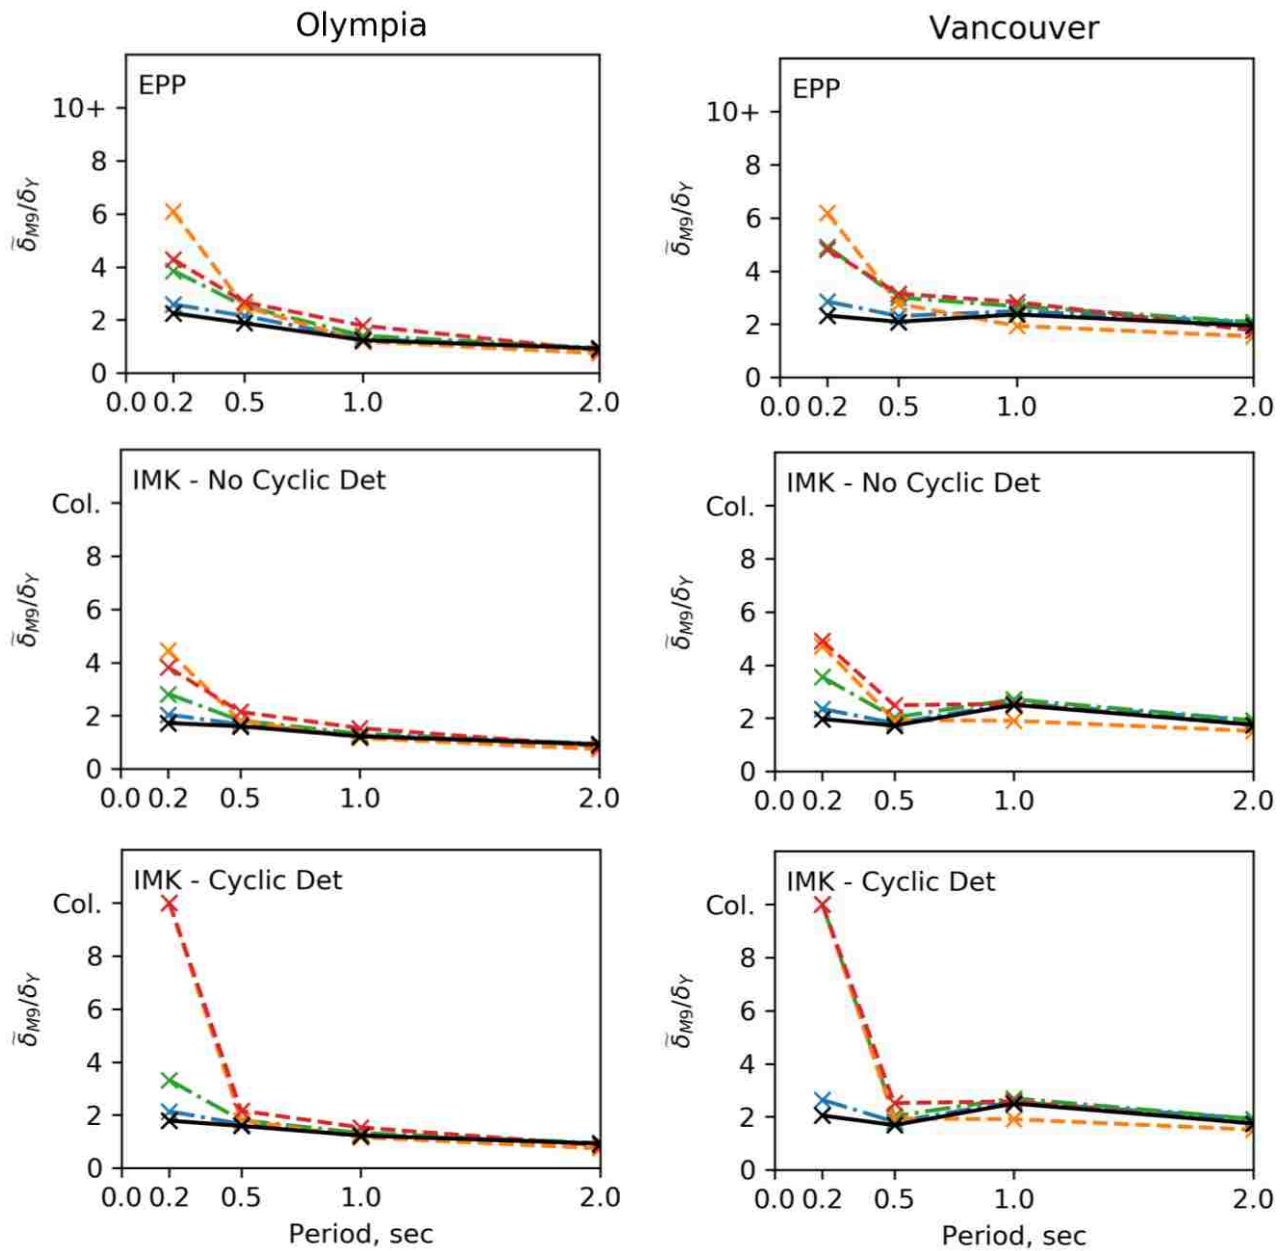 Olympia
EPP
10+
8
6
4
2
0
δ̃M9/δY
0.0 0.2 0.5 1.0 2.0
Vancouver
EPP
10+
8
6
4
2
0
δ̃M9/δY
0.0 0.2 0.5 1.0 2.0
IMK - No Cyclic Det
Col.
8
6
4
2
0
δ̃M9/δY
0.0 0.2 0.5 1.0 2.0
IMK - No Cyclic Det
Col.
8
6
4
2
0
δ̃M9/δY
0.0 0.2 0.5 1.0 2.0
IMK - Cyclic Det
Col.
8
6
4
2
0
δ̃M9/δY
0.0 0.2 0.5 1.0 2.0
Period, sec
IMK - Cyclic Det
Col.
8
6
4
2
0
δ̃M9/δY
0.0 0.2 0.5 1.0 2.0
Period, sec